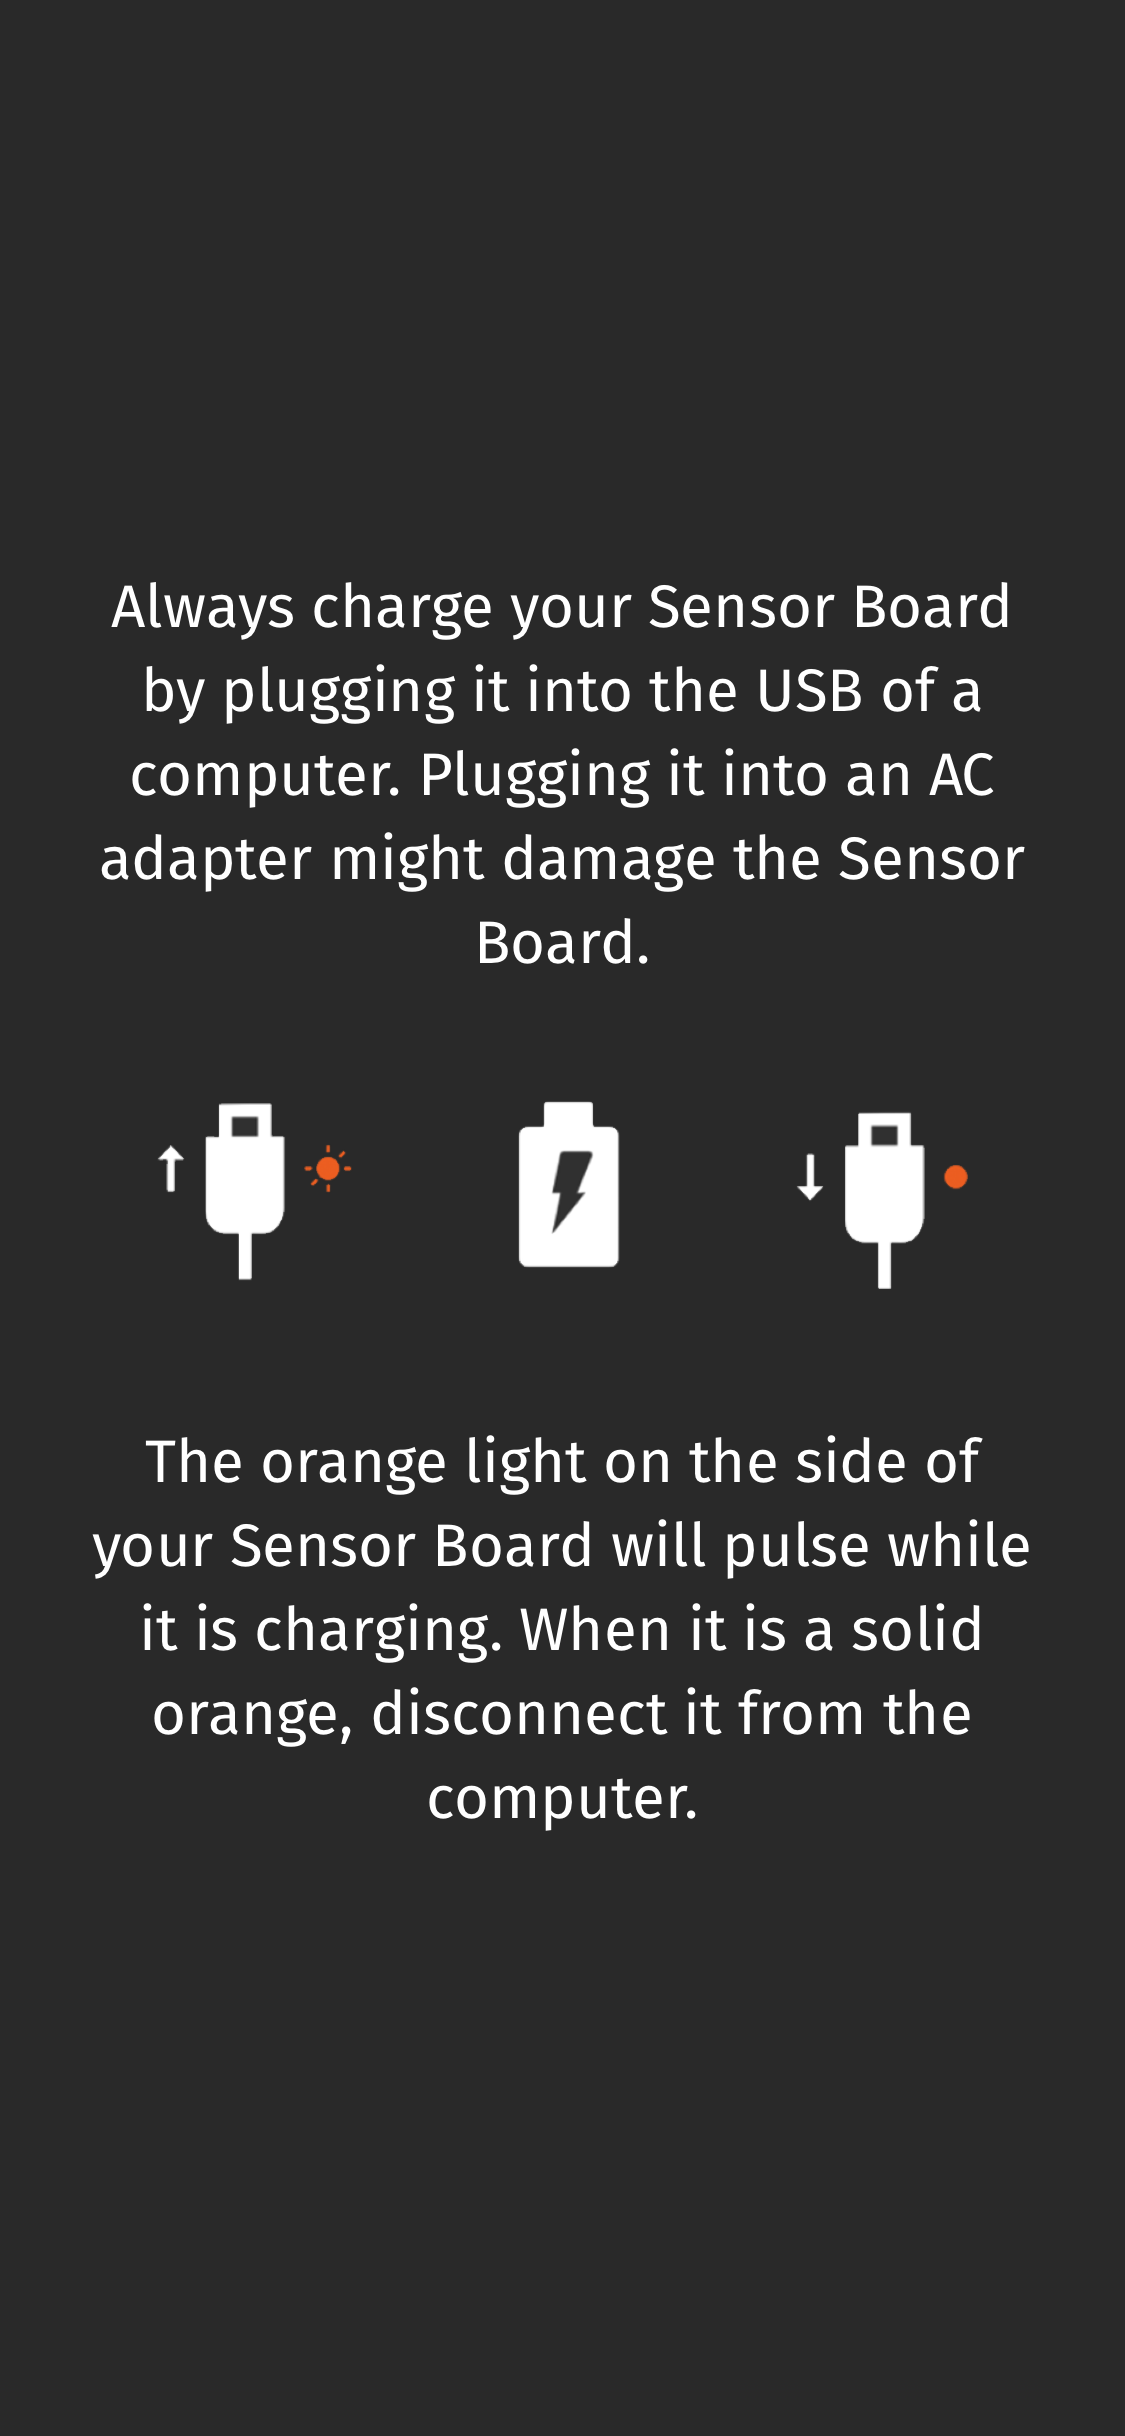 Always charge your Sensor Board
by plugging it into the USB of a
computer. Plugging it into an AC
adapter might damage the Sensor
Board.
The orange light on the side of
your Sensor Board will pulse while
it is charging. When it is a solid
orange, disconnect it from the
computer.